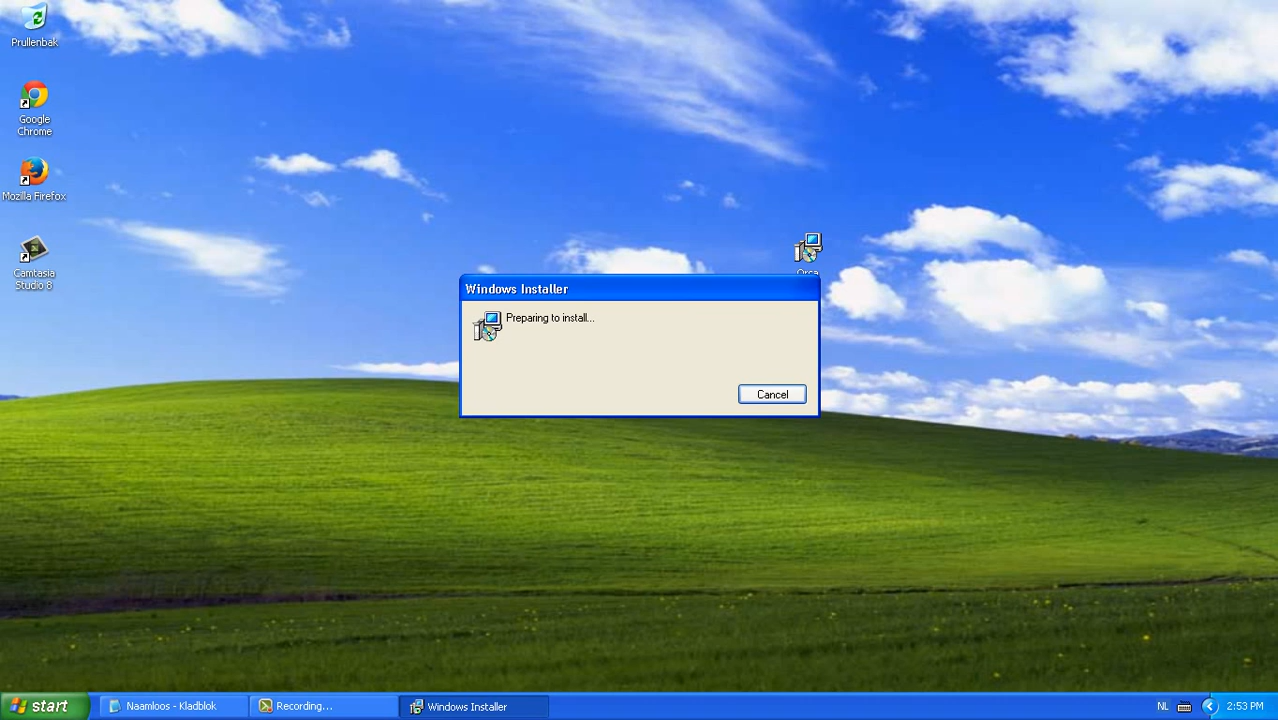 Prullenbak
Google
Chrome
Mozilla Firefox
Camtasia
Studio 8
Orca
Windows Installer
Preparing to install...
Cancel
start
Naamloos - Kladblok
Recording...
Windows Installer
NL
2:53 PM